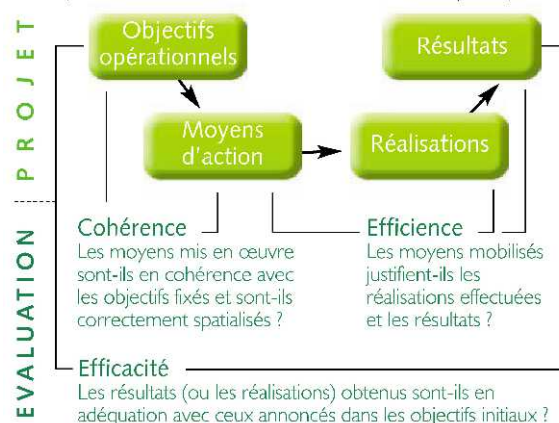 PROJET
Objectifs
opérationnels
Résultats
Moyens
d'action
Réalisations
EVALUATION
Cohérence
Les moyens mis en œuvre
sont-ils en cohérence avec
les objectifs fixés et sont-ils
correctement spatialisés ?
Efficience
Les moyens mobilisés
justifient-ils les
réalisations effectuées
et les résultats ?
Efficacité
Les résultats (ou les réalisations) obtenus sont-ils en
adéquation avec ceux annoncés dans les objectifs initiaux ?